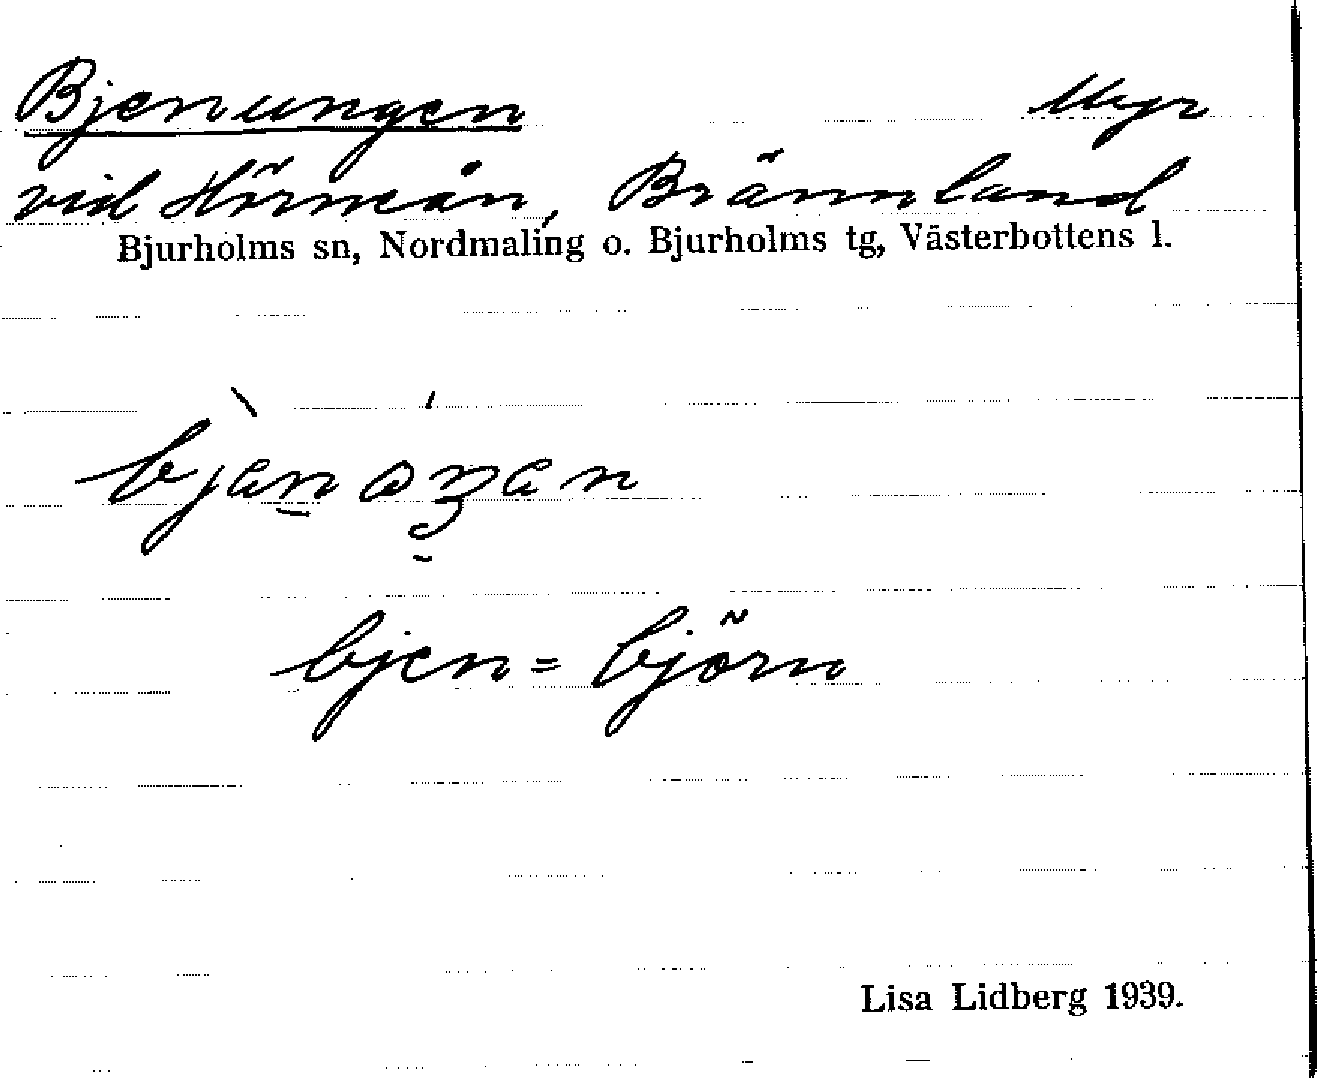 Bjenungen Myr
vid Hörneån, Brännland
Bjurholms sn, Nordmaling o. Bjurholms tg, Västerbottens l.
bjen = björn
Lisa Lidberg 1939.